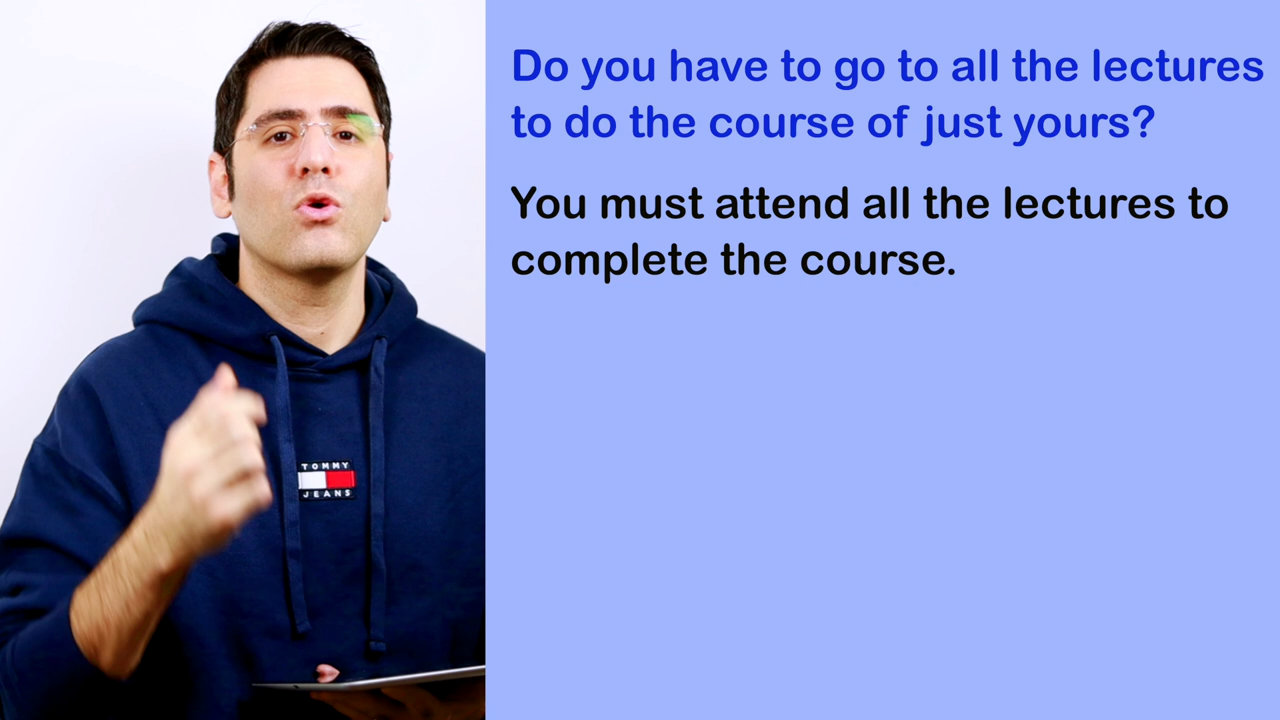 Do you have to go to all the lectures
to do the course of just yours?
You must attend all the lectures to
complete the course.
TOMMY
JEANS